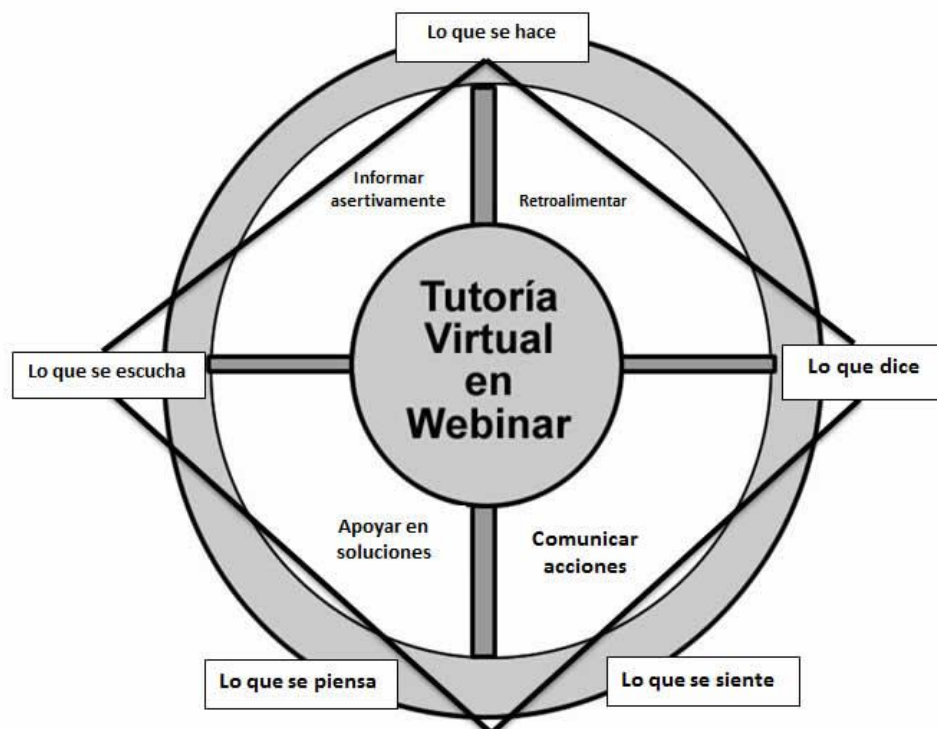 Lo que se hace
Informar
asertivamente
Retroalimentar
Tutoría
Virtual
en
Webinar
Lo que se escucha
Lo que dice
Apoyar en
soluciones
Comunicar
acciones
Lo que se piensa
Lo que se siente